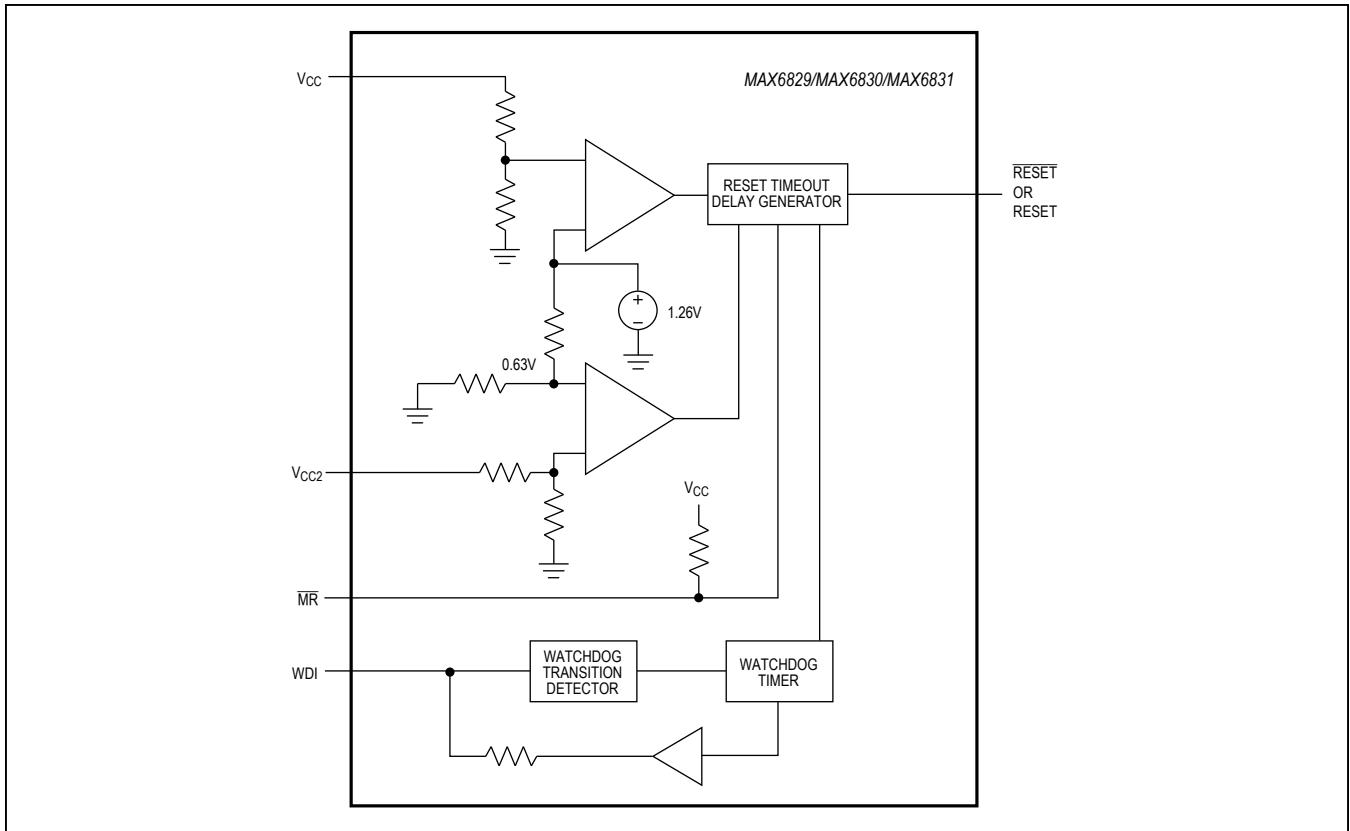 VCC
MAX6829/MAX6830/MAX6831
RESET TIMEOUT
DELAY GENERATOR
RESET
OR
RESET
+
−
1.26V
0.63V
VCC2
VCC
MR
WDI
WATCHDOG
TRANSITION
DETECTOR
WATCHDOG
TIMER